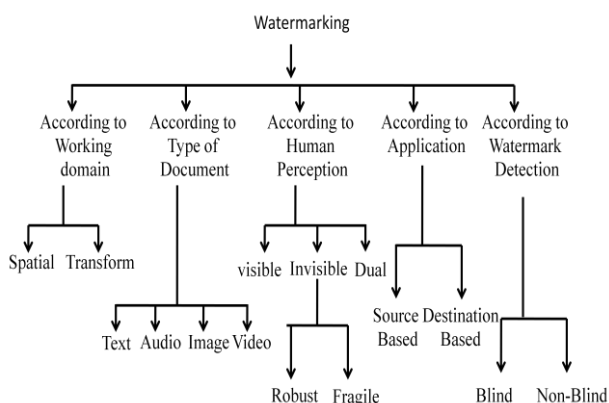 Watermarking
According to
Working
domain
According to
Type of
Document
According to
Human
Perception
According to
Application
According to
Watermark
Detection
Spatial Transform
visible Invisible Dual
Text Audio Image Video
Source
Based
Destination
Based
Robust Fragile
Blind Non-Blind